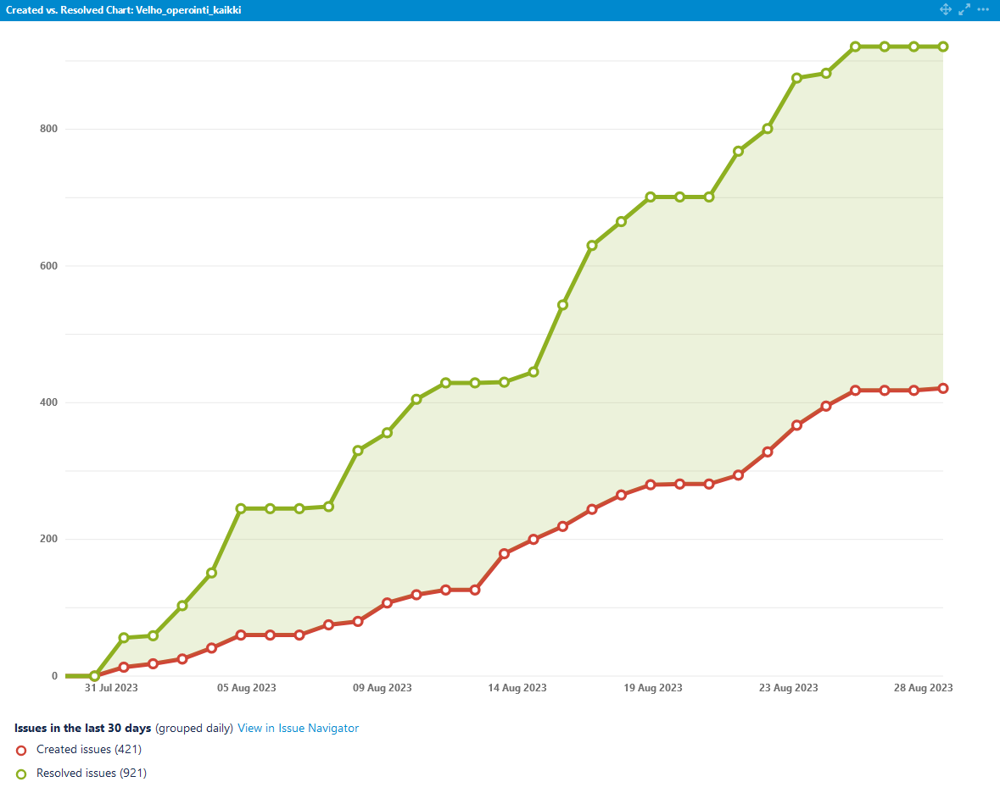 Created vs. Resolved Chart: Velho_operointi_kaikki
800
600
400
200
0
31 Jul 2023 05 Aug 2023 09 Aug 2023 14 Aug 2023 19 Aug 2023 23 Aug 2023 28 Aug 2023
Issues in the last 30 days (grouped daily) View in Issue Navigator
Created issues (421)
Resolved issues (921)